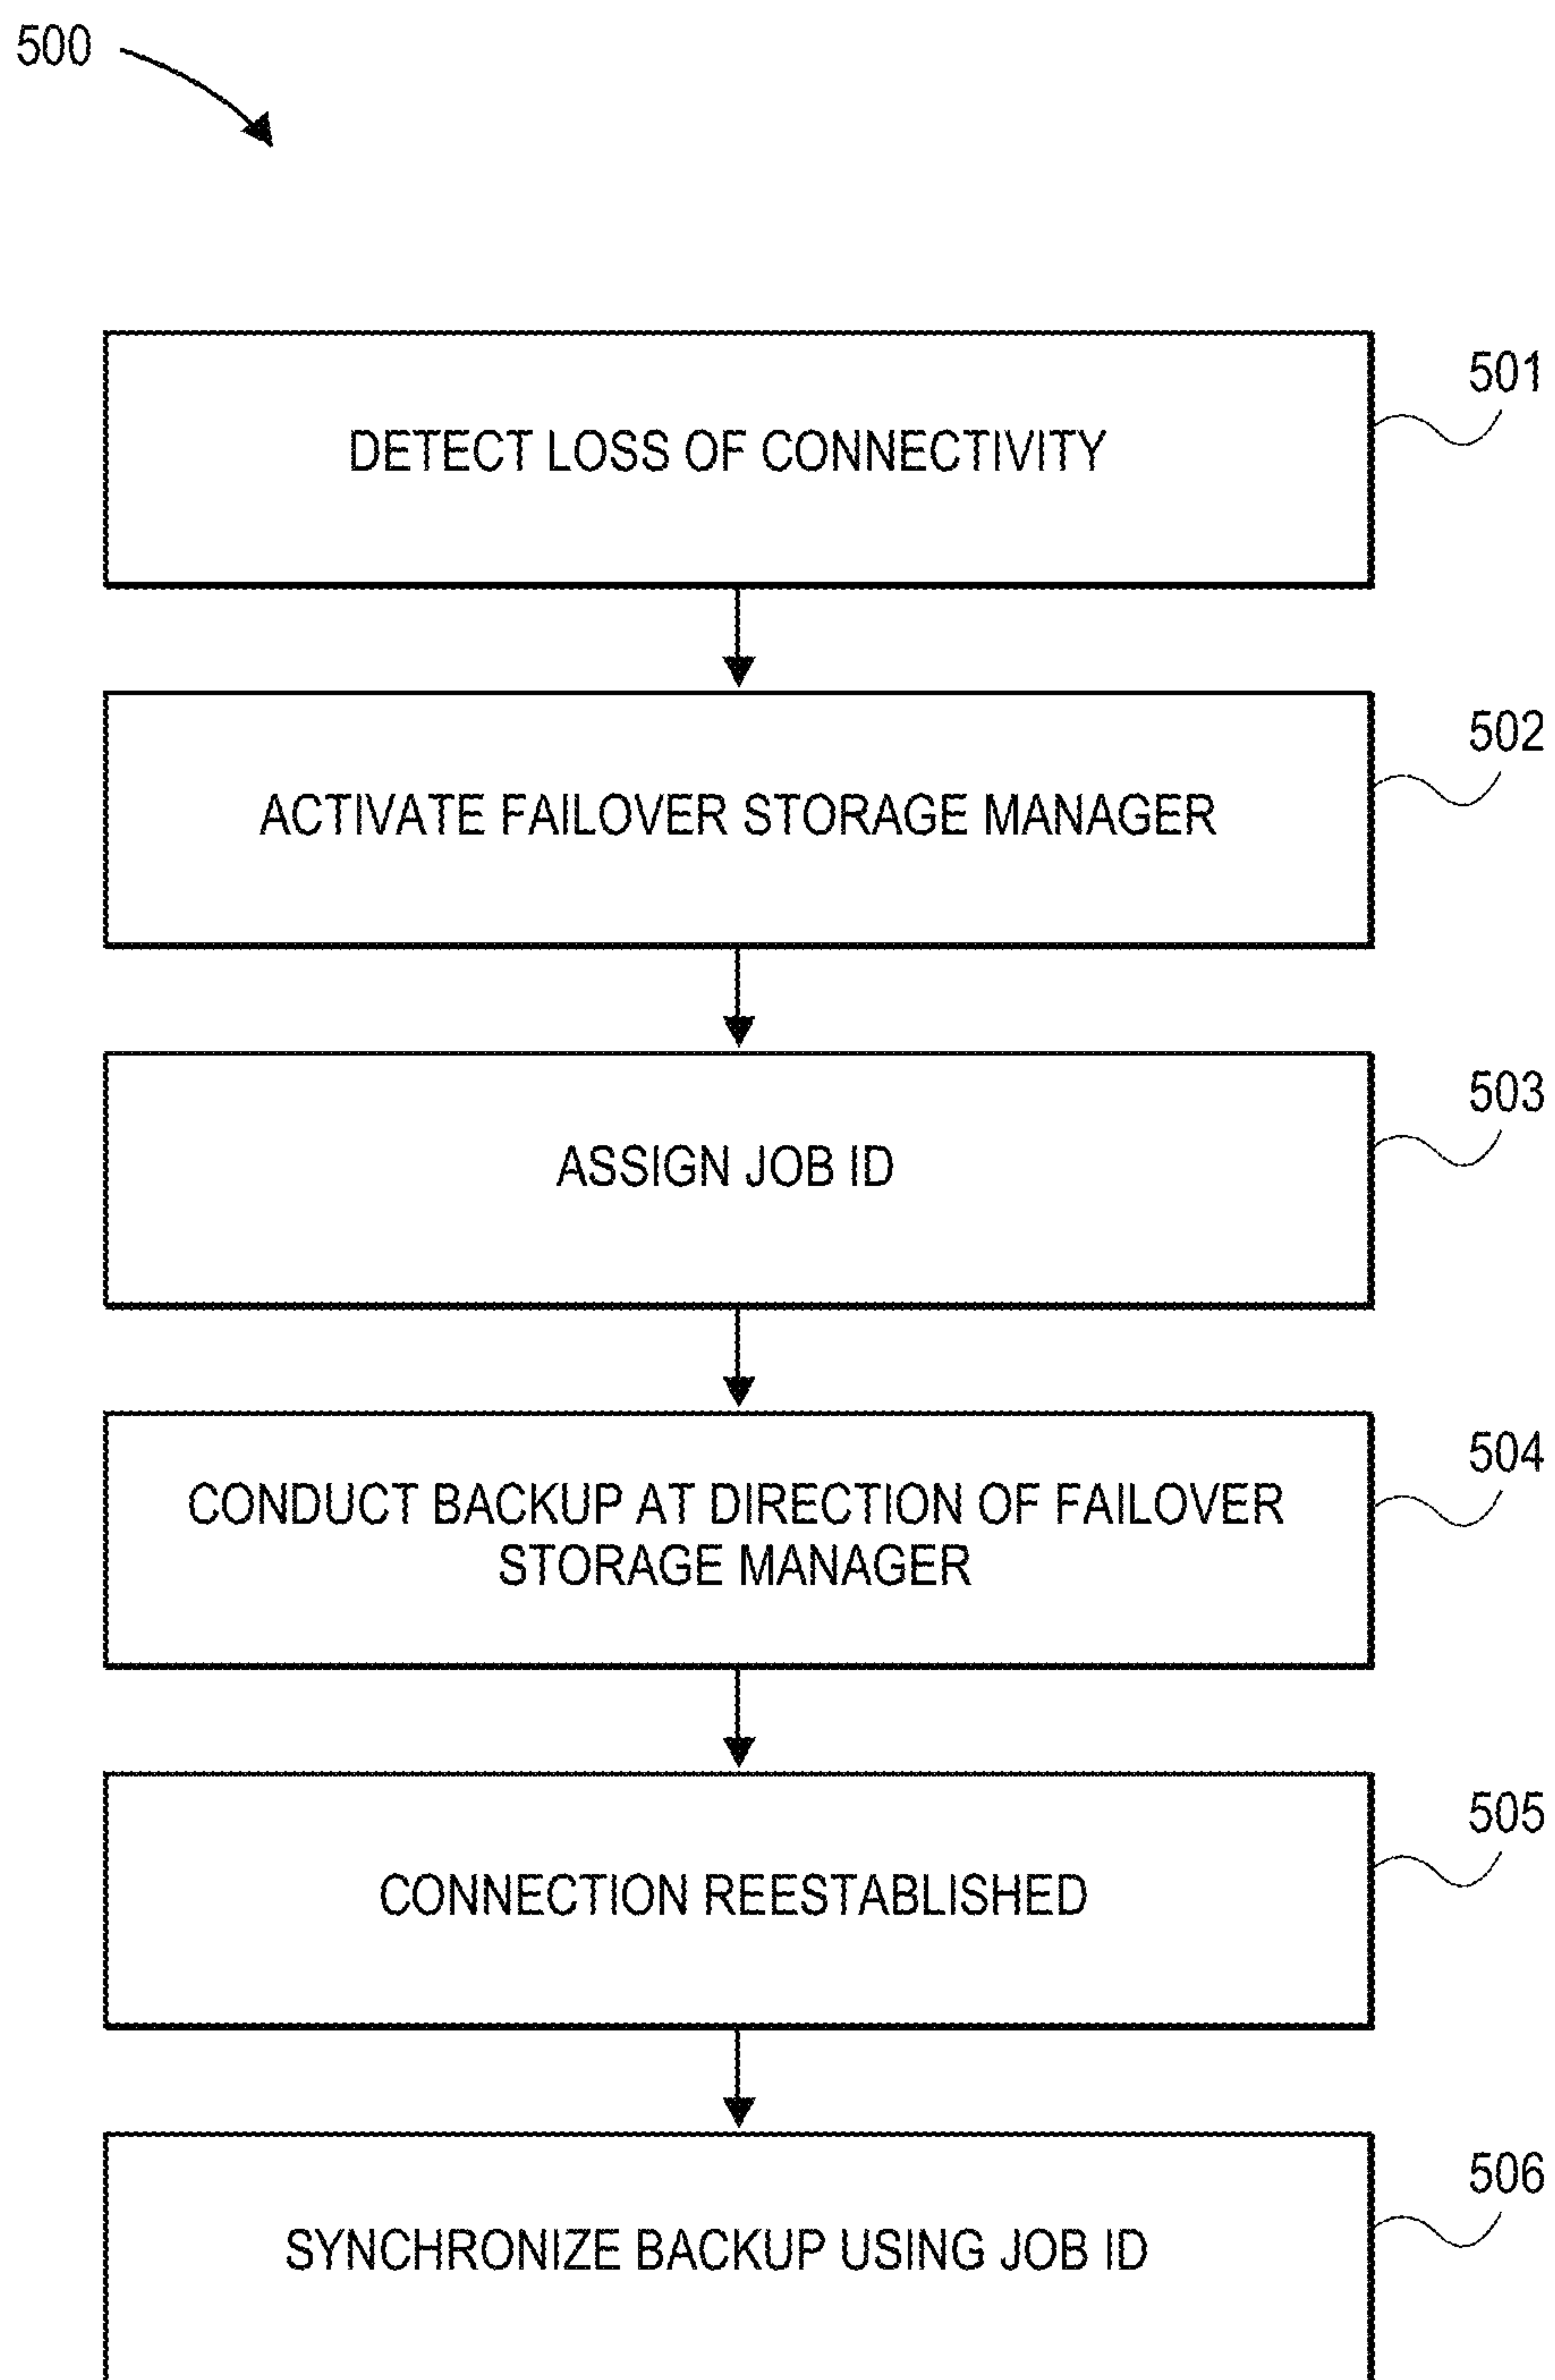 500
501
DETECT LOSS OF CONNECTIVITY
502
ACTIVATE FAILOVER STORAGE MANAGER
503
ASSIGN JOB ID
504
CONDUCT BACKUP AT DIRECTION OF FAILOVER
STORAGE MANAGER
505
CONNECTION REESTABLISHED
506
SYNCHRONIZE BACKUP USING JOB ID